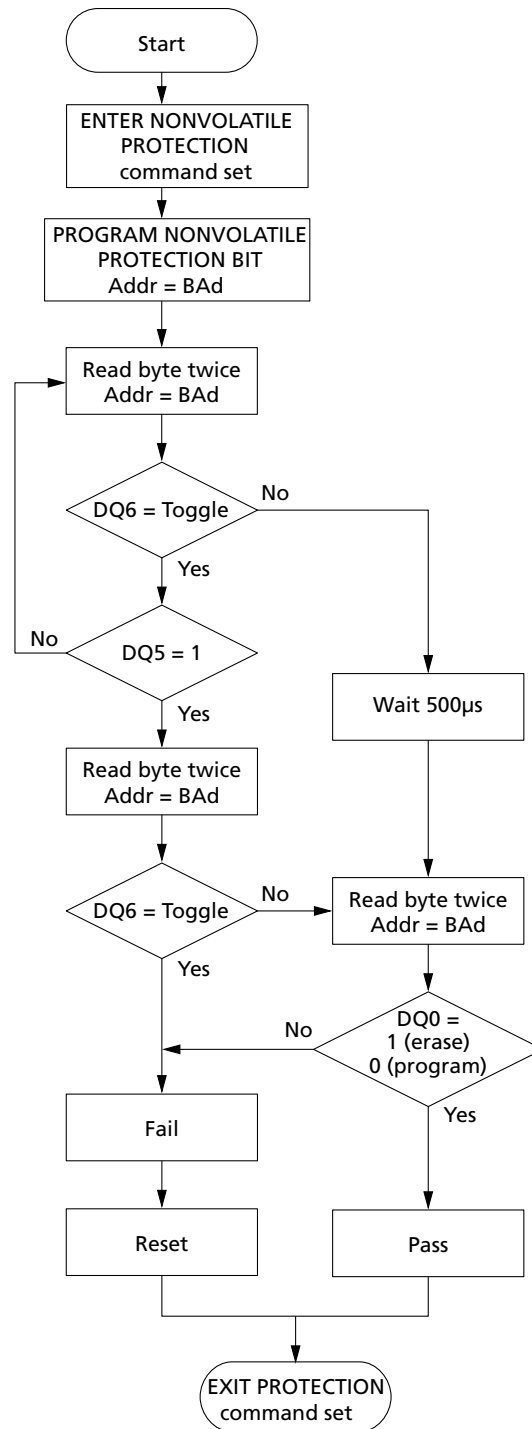 Start
ENTER NONVOLATILE
PROTECTION
command set
PROGRAM NONVOLATILE
PROTECTION BIT
Addr = BAd
Read byte twice
Addr = BAd
DQ6 = Toggle
No
Yes
DQ5 = 1
No
Yes
Wait 500µs
Read byte twice
Addr = BAd
DQ6 = Toggle
No
Yes
Read byte twice
Addr = BAd
DQ0 =
1 (erase)
0 (program)
No
Yes
Fail
Reset
Pass
EXIT PROTECTION
command set